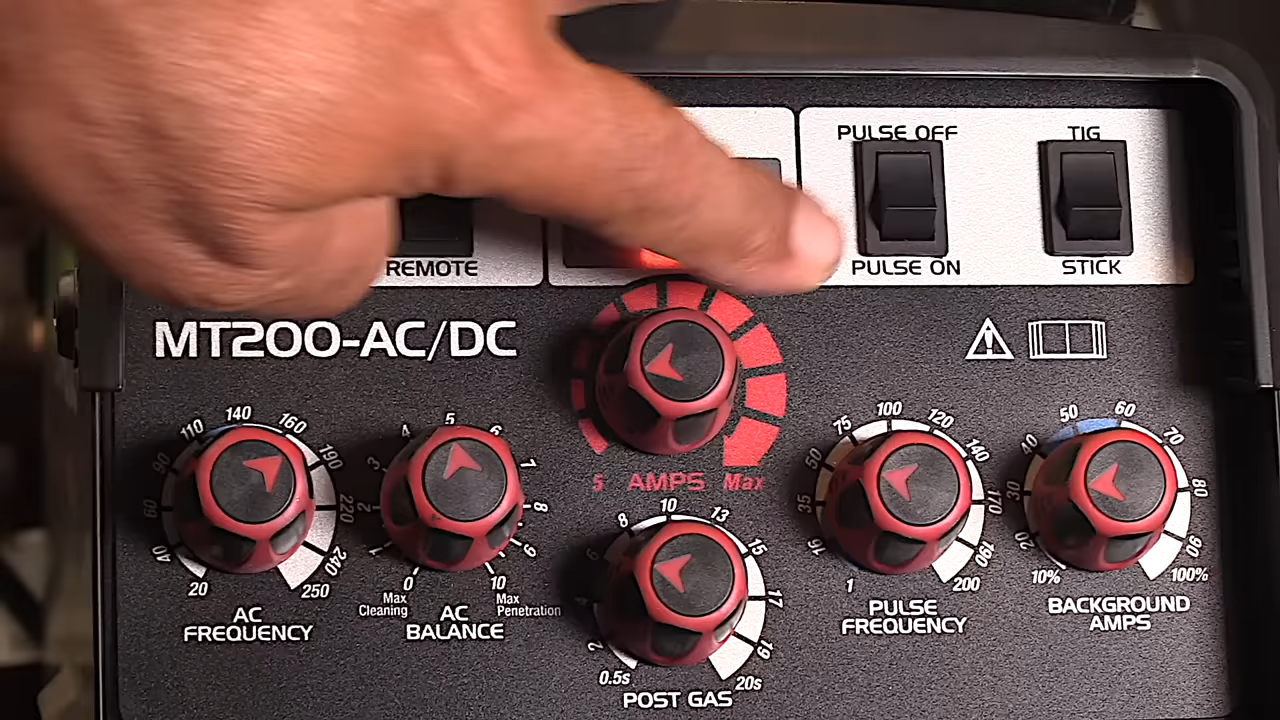 PULSE OFF
TIG
REMOTE
PULSE ON
STICK
MT200-AC/DC
20 40 60 90 110 140 160 190 220 240 250
AC
FREQUENCY
0 1 2 3 4 5 6 7 8 9 10
Max
Cleaning
Max
Penetration
AC
BALANCE
5 AMPS Max
0.5s 2 4 6 8 10 13 15 17 19 20s
POST GAS
1 16 35 50 75 100 120 140 170 190 200
PULSE
FREQUENCY
10% 20 30 40 50 60 70 80 90 100%
BACKGROUND
AMPS